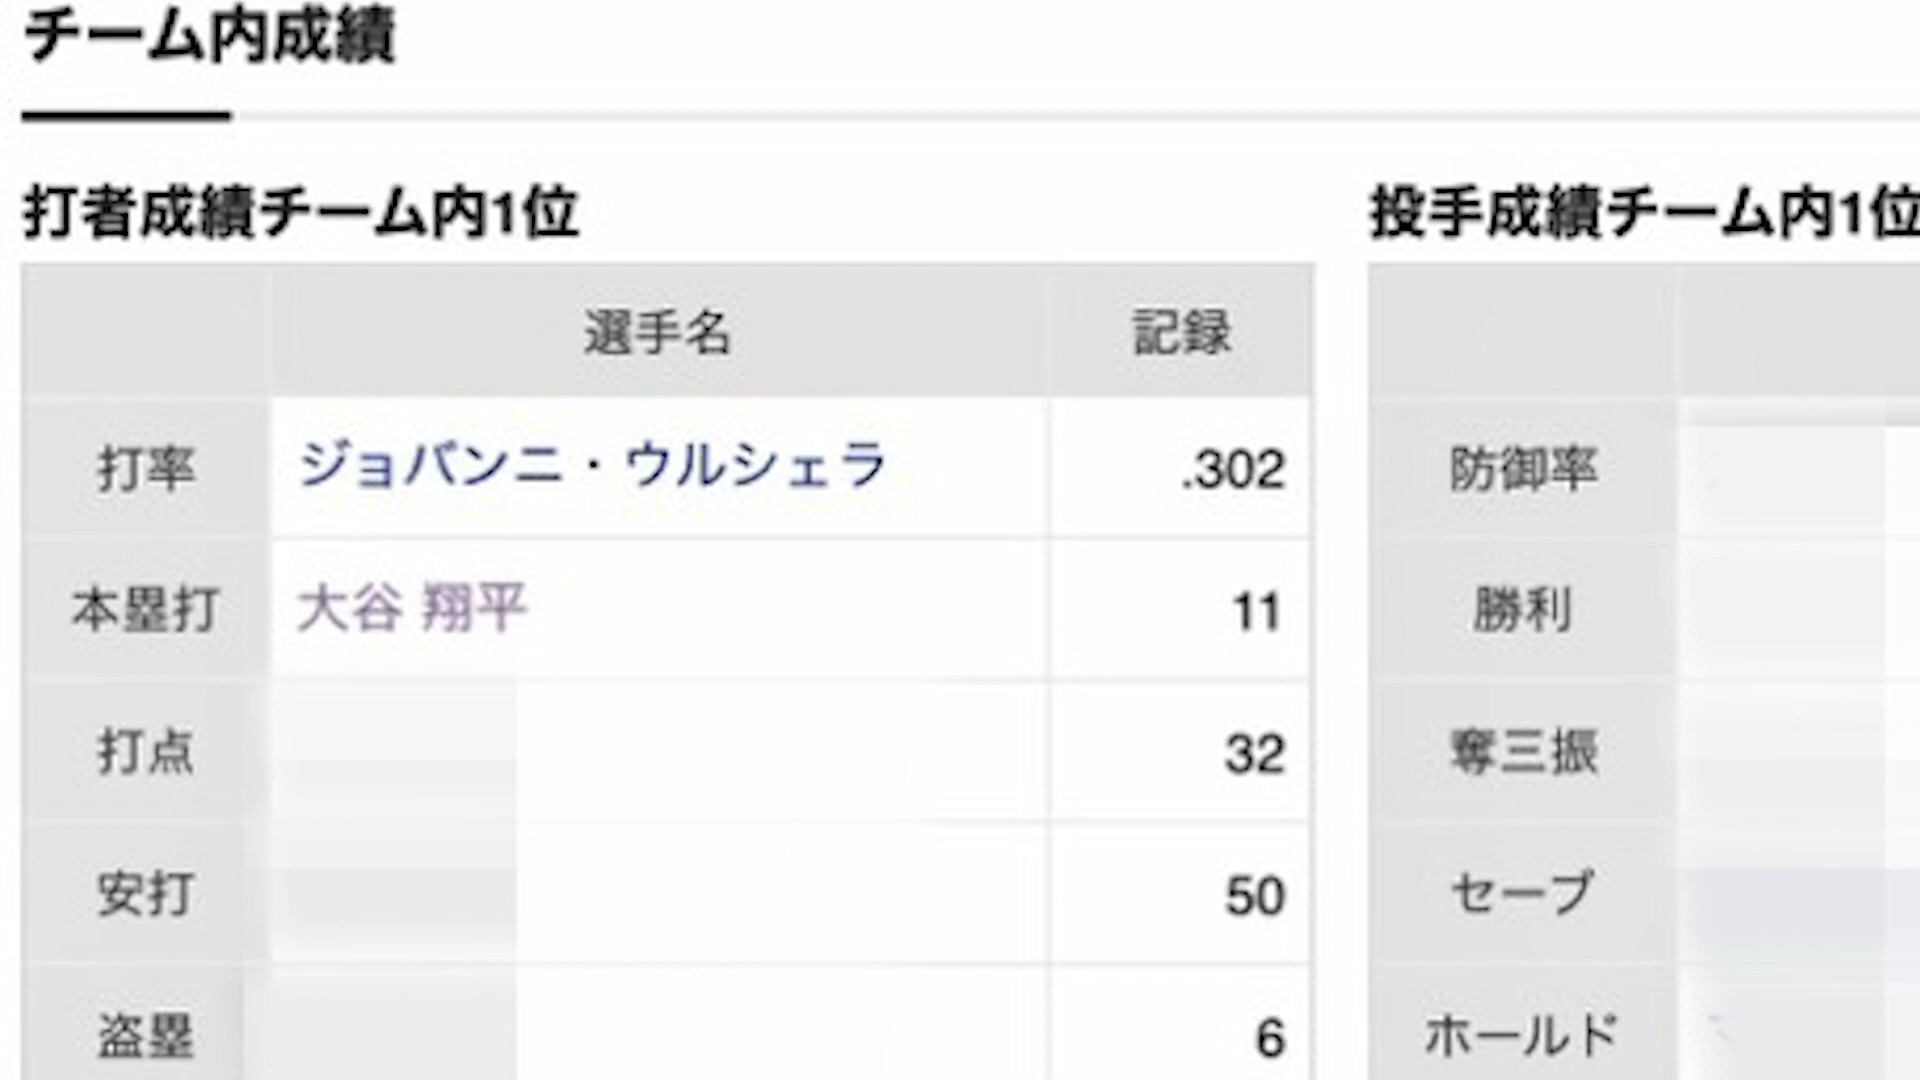 チーム内成績
打者成績チーム内1位
選手名 記録
打率 ジョバンニ・ウルシェラ .302
本塁打 大谷 翔平 11
打点 32
安打 50
盗塁 6
投手成績チーム内1位
防御率
勝利
奪三振
セーブ
ホールド